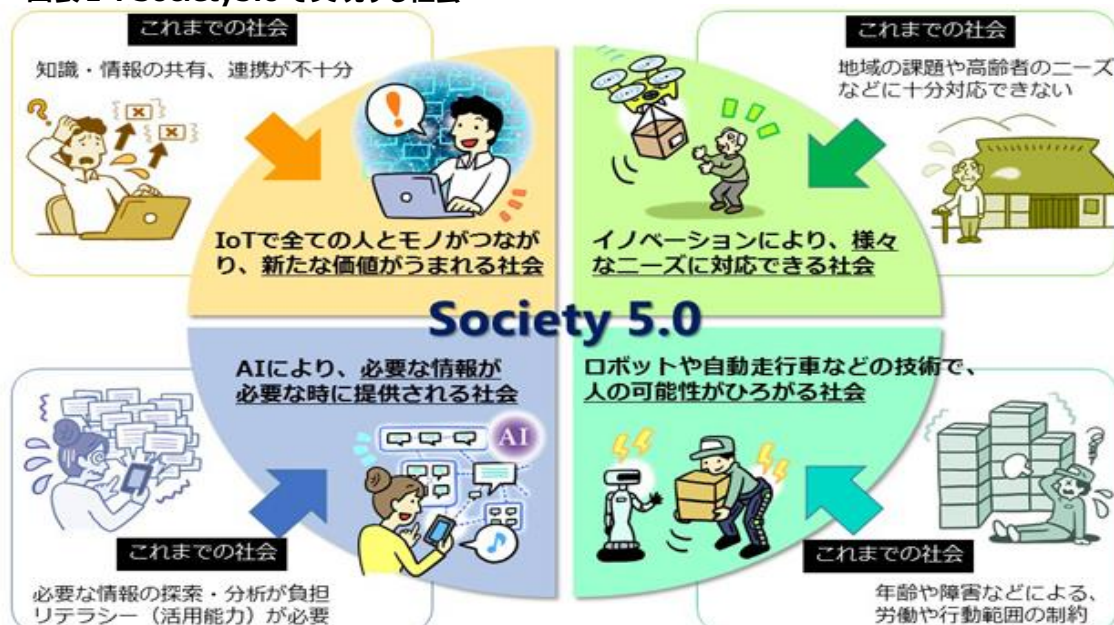 これまでの社会
知識・情報の共有、連携が不十分
IoTで全ての人とモノがつなが
り、新たな価値がうまれる社会
これまでの社会
地域の課題や高齢者のニーズ
などに十分対応できない
イノベーションにより、様々
なニーズに対応できる社会
Society 5.0
AIにより、必要な情報が
必要な時に提供される社会
AI
これまでの社会
必要な情報の探索・分析が負担
リテラシー（活用能力）が必要
ロボットや自動走行車などの技術で、
人の可能性がひろがる社会
これまでの社会
年齢や障害などによる、
労働や行動範囲の制約